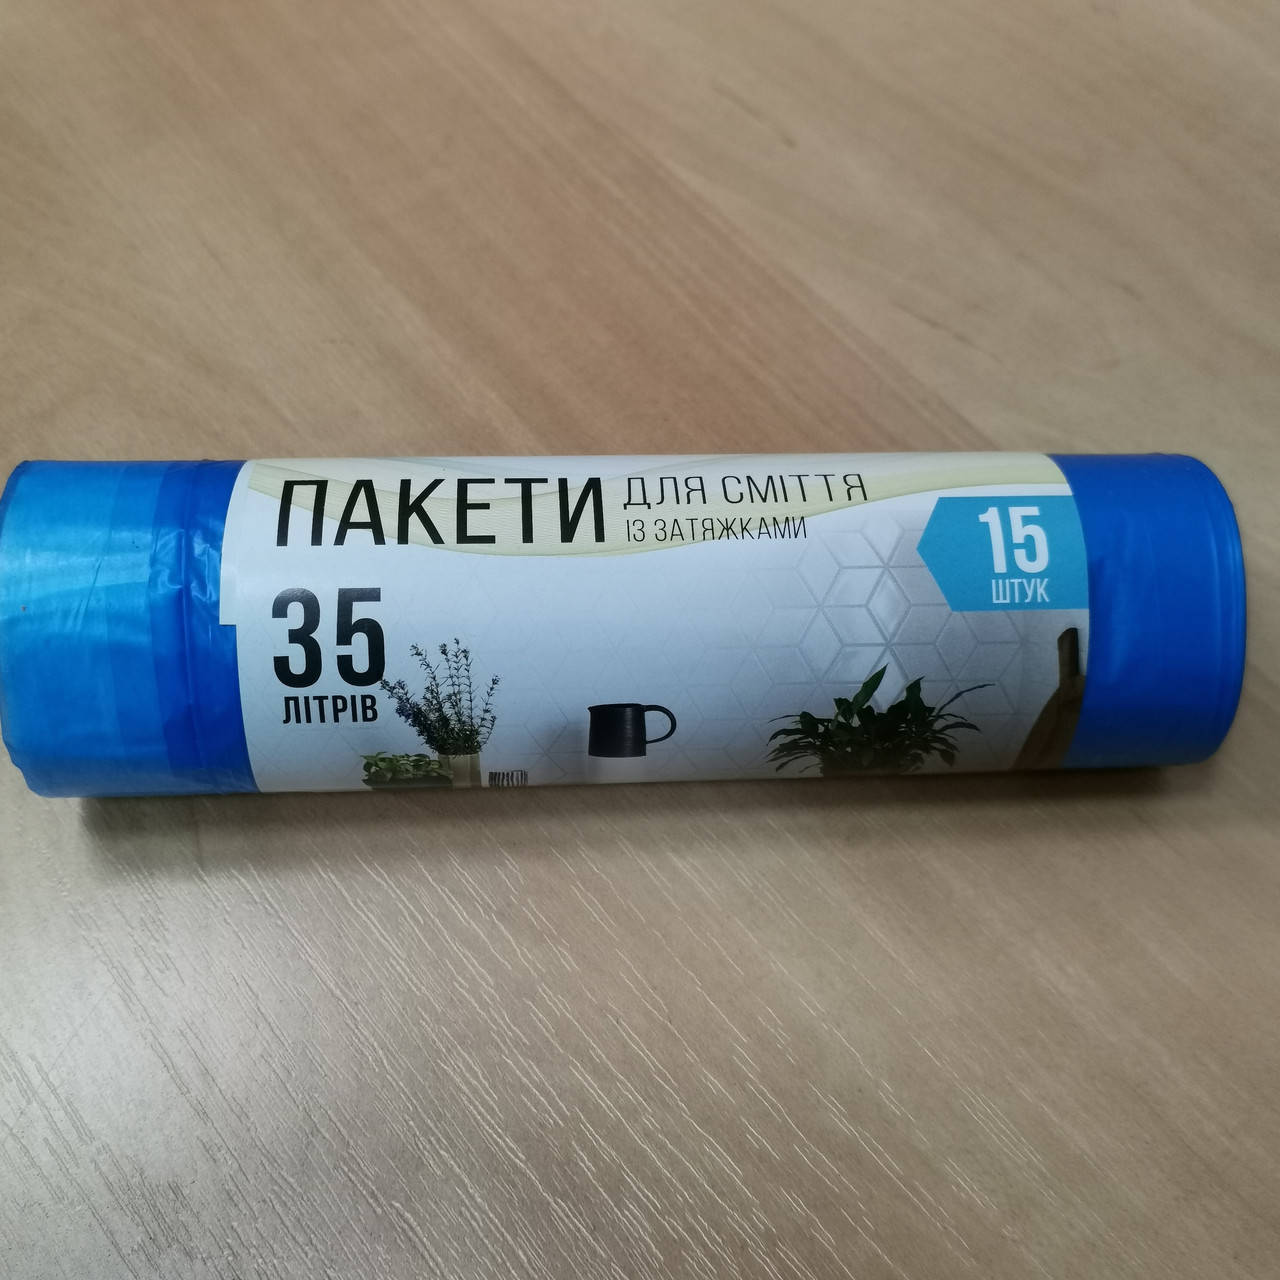 ПАКЕТИ ДЛЯ СМІТТЯ
ІЗ ЗАТЯЖКАМИ
15
ШТУК
35
ЛІТРІВ